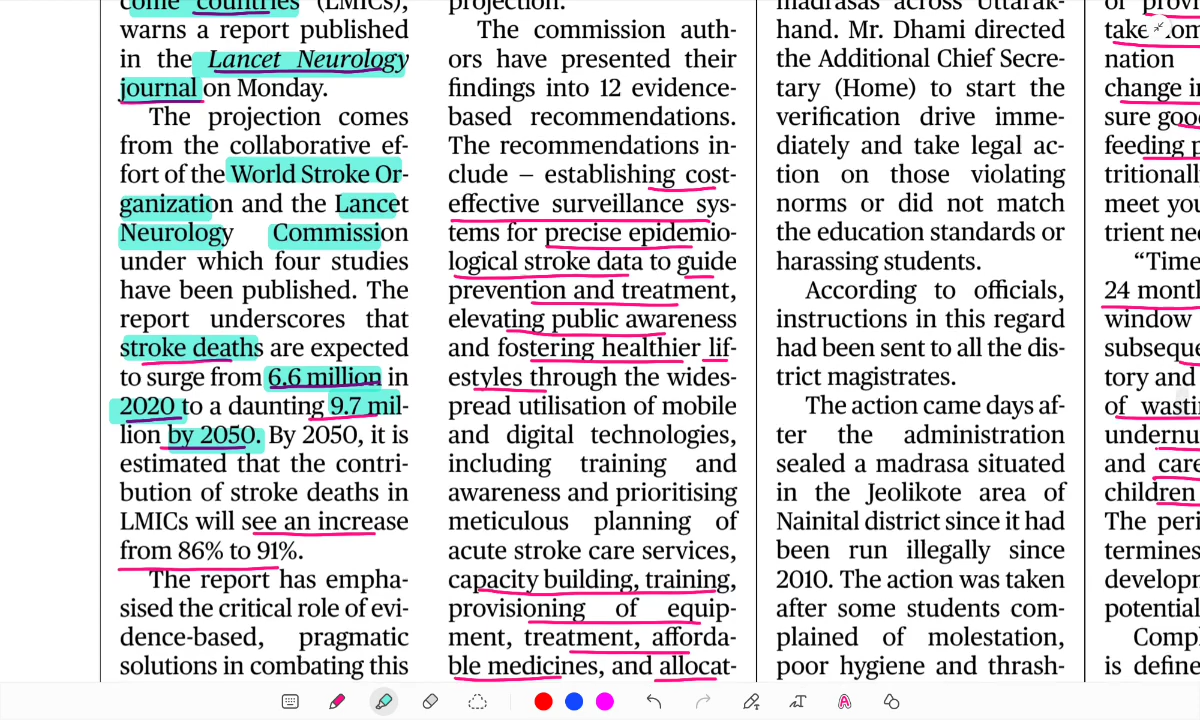 come countries (LMICs),
warns a report published
in the Lancet Neurology
journal on Monday.
The projection comes
from the collaborative ef-
fort of the World Stroke Or-
ganization and the Lancet
Neurology Commission
under which four studies
have been published. The
report underscores that
stroke deaths are expected
to surge from 6.6 million in
2020 to a daunting 9.7 mil-
lion by 2050. By 2050, it is
estimated that the contri-
bution of stroke deaths in
LMICs will see an increase
from 86% to 91%.
The report has empha-
sised the critical role of evi-
dence-based, pragmatic
solutions in combating this
projection.
The commission auth-
ors have presented their
findings into 12 evidence-
based recommendations.
The recommendations in-
clude – establishing cost-
effective surveillance sys-
tems for precise epidemio-
logical stroke data to guide
prevention and treatment,
elevating public awareness
and fostering healthier lif-
estyles through the wides-
pread utilisation of mobile
and digital technologies,
including training and
awareness and prioritising
meticulous planning of
acute stroke care services,
capacity building, training,
provisioning of equip-
ment, treatment, afforda-
ble medicines, and allocat-
madrasas across Uttarak-
hand. Mr. Dhami directed
the Additional Chief Secre-
tary (Home) to start the
verification drive imme-
diately and take legal ac-
tion on those violating
norms or did not match
the education standards or
harassing students.
According to officials,
instructions in this regard
had been sent to all the dis-
trict magistrates.
The action came days af-
ter the administration
sealed a madrasa situated
in the Jeolikote area of
Nainital district since it had
been run illegally since
2010. The action was taken
after some students com-
plained of molestation,
poor hygiene and thrash-
or
take
nation
change
sure
feeding
meet
trient
“Time
24
window
tory and
of
and care
children
The
is